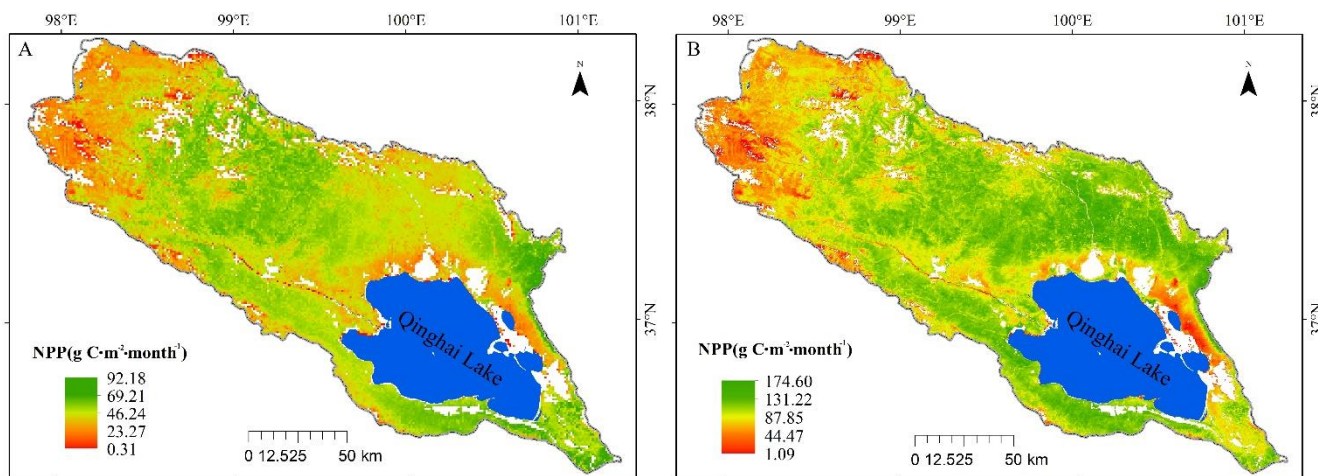 98°E 99°E 100°E 101°E
A
N
38°N
37°N
Qinghai Lake
NPP(g C·m⁻²·month⁻¹)
92.18
69.21
46.24
23.27
0.31
0 12.525 50 km
98°E 99°E 100°E 101°E
B
N
38°N
37°N
Qinghai Lake
NPP(g C·m⁻²·month⁻¹)
174.60
131.22
87.85
44.47
1.09
0 12.525 50 km